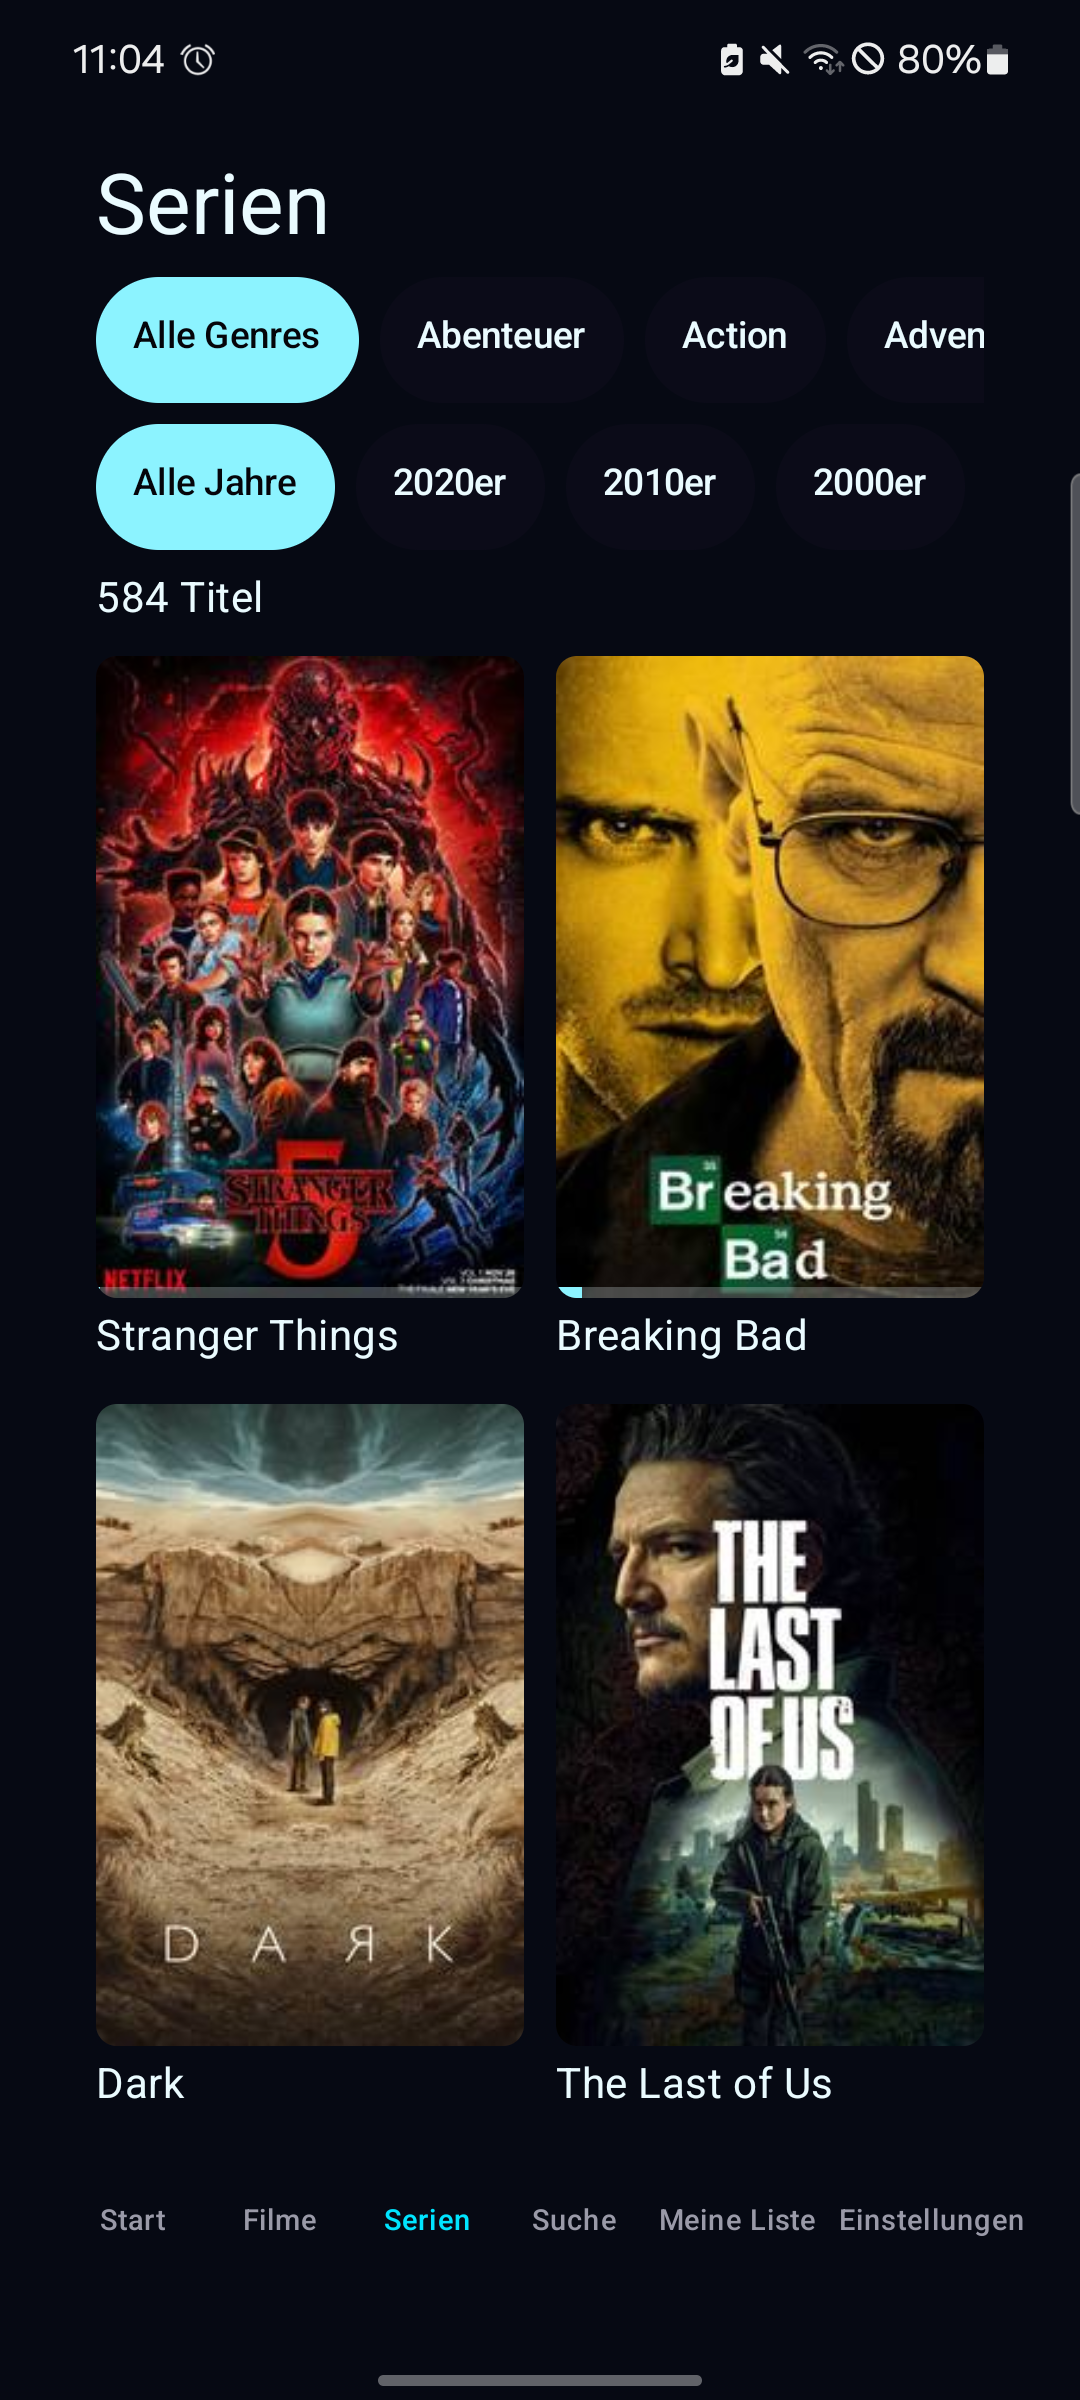 11:04
80%
Serien
Alle Genres Abenteuer Action Adven
Alle Jahre 2020er 2010er 2000er
584 Titel
STRANGER
THINGS
5
NETFLIX
Breaking
Bad
Stranger Things Breaking Bad
DAЯK
THE
LAST
OF US
Dark The Last of Us
Start Filme Serien Suche Meine Liste Einstellungen